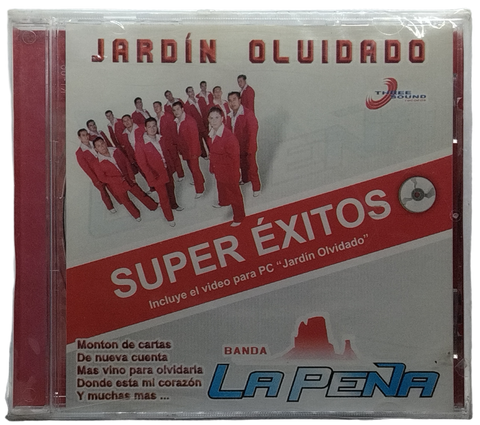 JARDÍN OLVIDADO
THREE
SOUND
SUPER ÉXITOS
Incluye el video para PC "Jardín Olvidado"
Monton de cartas
De nueva cuenta
Mas vino para olvidarla
Donde esta mi corazón
Y muchas mas ...
BANDA
LA PEÑA